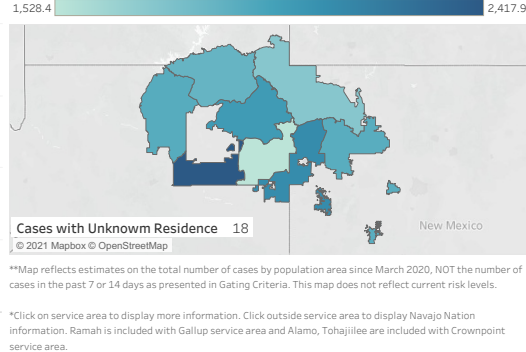 1,528.4 2,417.9
New Mexico
Cases with Unknowm Residence 18
© 2021 Mapbox © OpenStreetMap
**Map reflects estimates on the total number of cases by population area since March 2020, NOT the number of
cases in the past 7 or 14 days as presented in Gating Criteria. This map does not reflect current risk levels.
*Click on service area to display more information. Click outside service area to display Navajo Nation
information. Ramah is included with Gallup service area and Alamo, Tohajiilee are included with Crownpoint
service area.